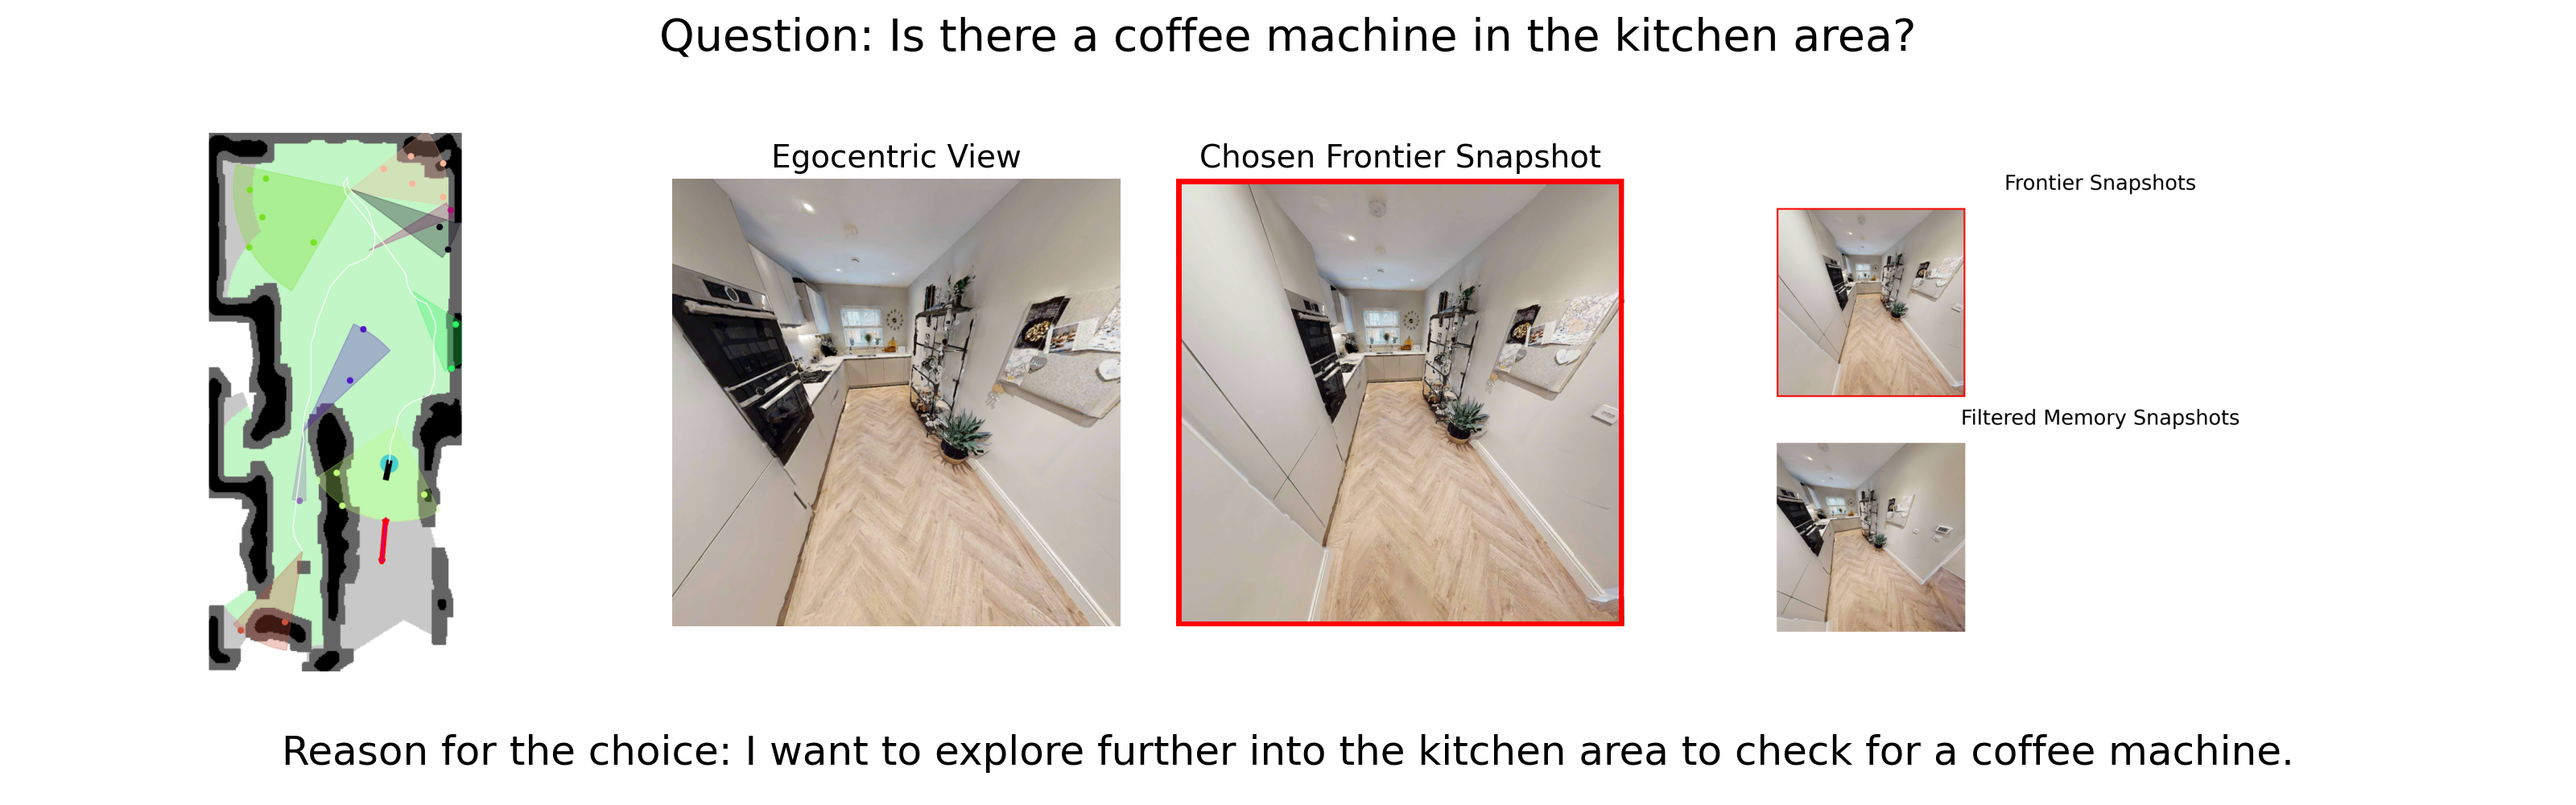 Question: Is there a coffee machine in the kitchen area?
Egocentric View
Chosen Frontier Snapshot
Frontier Snapshots
Filtered Memory Snapshots
Reason for the choice: I want to explore further into the kitchen area to check for a coffee machine.